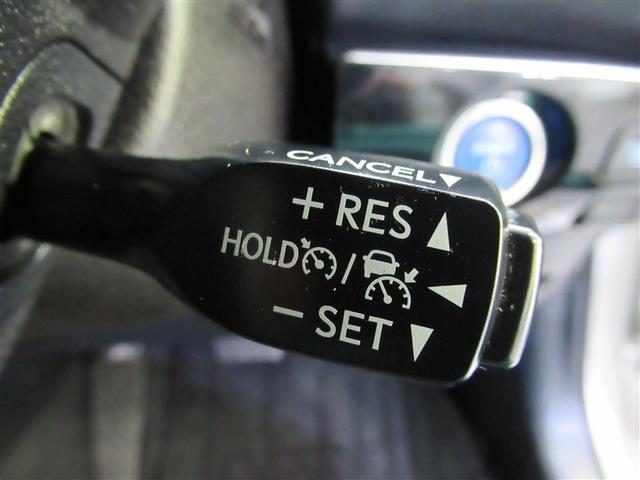 CANCEL▼
+ RES ▲
HOLD / ◀
− SET ▼